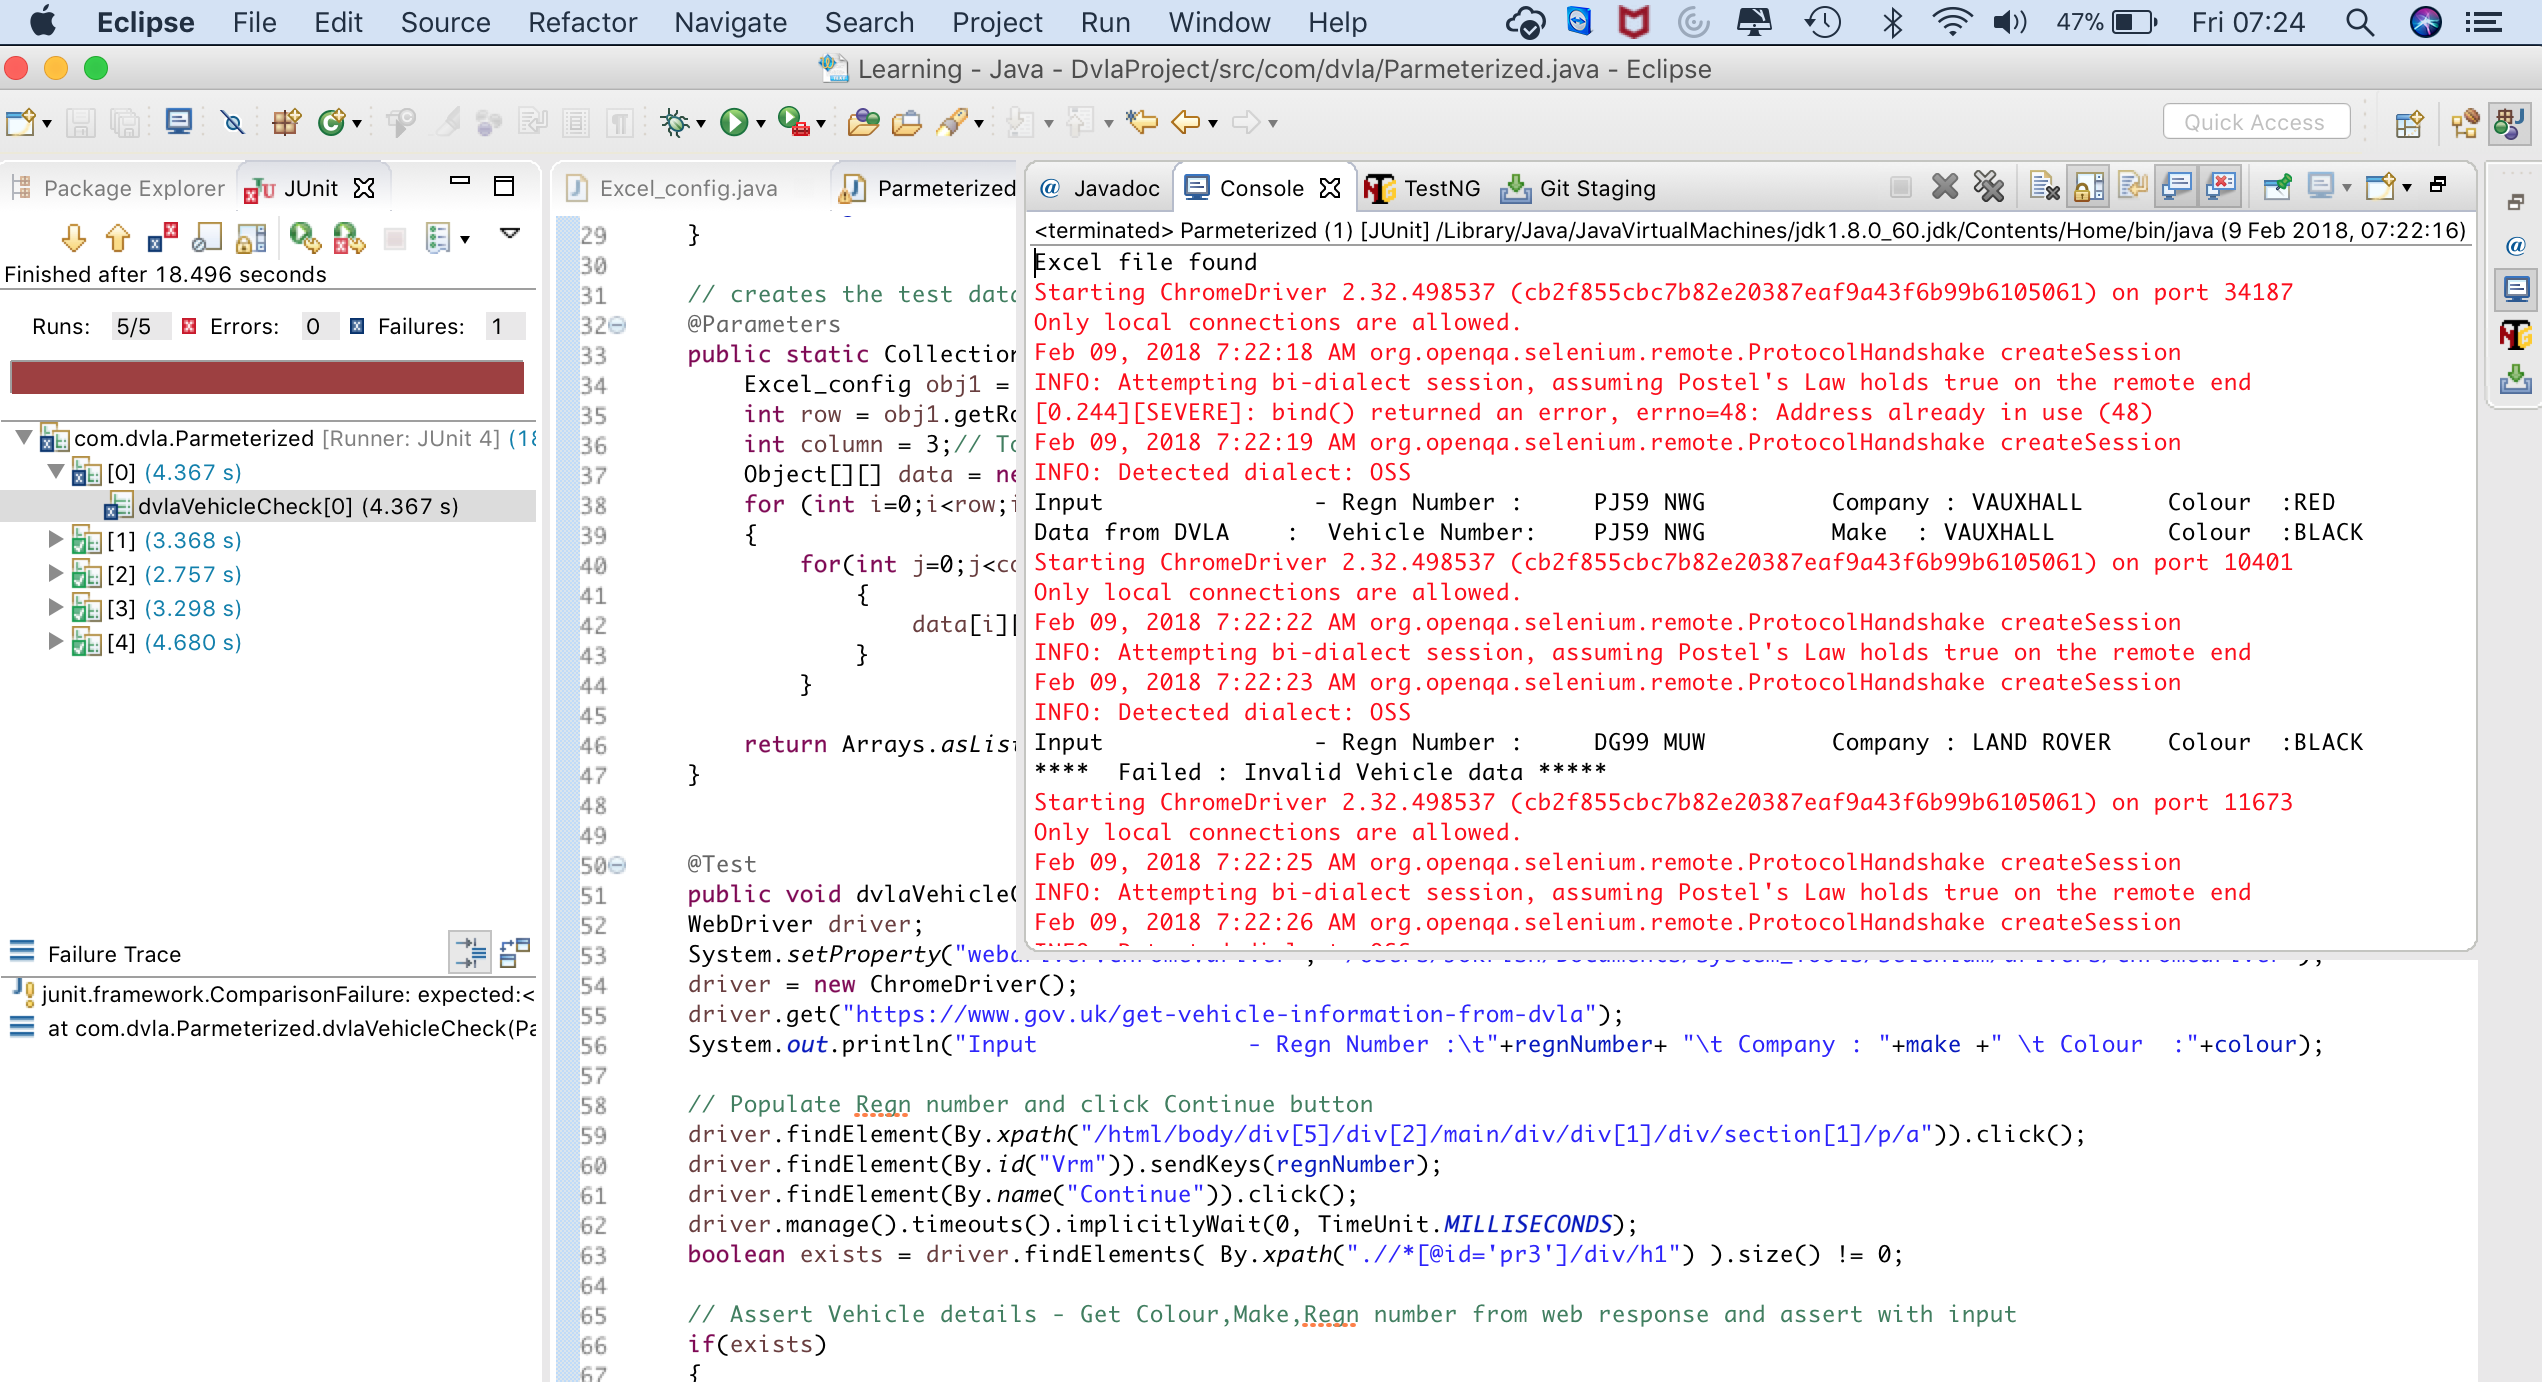 Eclipse File Edit Source Refactor Navigate Search Project Run Window Help 47% Fri 07:24
Learning - Java - DvlaProject/src/com/dvla/Parmeterized.java - Eclipse
Quick Access
Package Explorer JUnit
Finished after 18.496 seconds
Runs: 5/5 Errors: 0 Failures: 1
com.dvla.Parmeterized [Runner: JUnit 4] (18
[0] (4.367 s)
dvlaVehicleCheck[0] (4.367 s)
[1] (3.368 s)
[2] (2.757 s)
[3] (3.298 s)
[4] (4.680 s)
Failure Trace
junit.framework.ComparisonFailure: expected:<
at com.dvla.Parmeterized.dvlaVehicleCheck(Pa
Excel_config.java Parmeterized
29 }
30
31 // creates the test data
32 @Parameters
33 public static Collection
34 Excel_config obj1 =
35 int row = obj1.getRo
36 int column = 3;// To
37 Object[][] data = ne
38 for (int i=0;i<row;i
39 {
40 for(int j=0;j<co
41 {
42 data[i][
43 }
44 }
45
46 return Arrays.asList
47 }
48
49
50 @Test
51 public void dvlaVehicleC
52 WebDriver driver;
53 System.setProperty("webdriver.chrome.driver",
54 driver = new ChromeDriver();
55 driver.get("https://www.gov.uk/get-vehicle-information-from-dvla");
56 System.out.println("Input - Regn Number :\t"+regnNumber+ "\t Company : "+make +" \t Colour :"+colour);
57
58 // Populate Regn number and click Continue button
59 driver.findElement(By.xpath("/html/body/div[5]/div[2]/main/div/div[1]/div/section[1]/p/a")).click();
60 driver.findElement(By.id("Vrm")).sendKeys(regnNumber);
61 driver.findElement(By.name("Continue")).click();
62 driver.manage().timeouts().implicitlyWait(0, TimeUnit.MILLISECONDS);
63 boolean exists = driver.findElements( By.xpath(".//*[@id='pr3']/div/h1") ).size() != 0;
64
65 // Assert Vehicle details - Get Colour,Make,Regn number from web response and assert with input
66 if(exists)
67 {
Javadoc Console TestNG Git Staging
<terminated> Parmeterized (1) [JUnit] /Library/Java/JavaVirtualMachines/jdk1.8.0_60.jdk/Contents/Home/bin/java (9 Feb 2018, 07:22:16)
Excel file found
Starting ChromeDriver 2.32.498537 (cb2f855cbc7b82e20387eaf9a43f6b99b6105061) on port 34187
Only local connections are allowed.
Feb 09, 2018 7:22:18 AM org.openqa.selenium.remote.ProtocolHandshake createSession
INFO: Attempting bi-dialect session, assuming Postel's Law holds true on the remote end
[0.244][SEVERE]: bind() returned an error, errno=48: Address already in use (48)
Feb 09, 2018 7:22:19 AM org.openqa.selenium.remote.ProtocolHandshake createSession
INFO: Detected dialect: OSS
Input - Regn Number : PJ59 NWG Company : VAUXHALL Colour :RED
Data from DVLA : Vehicle Number: PJ59 NWG Make : VAUXHALL Colour :BLACK
Starting ChromeDriver 2.32.498537 (cb2f855cbc7b82e20387eaf9a43f6b99b6105061) on port 10401
Only local connections are allowed.
Feb 09, 2018 7:22:22 AM org.openqa.selenium.remote.ProtocolHandshake createSession
INFO: Attempting bi-dialect session, assuming Postel's Law holds true on the remote end
Feb 09, 2018 7:22:23 AM org.openqa.selenium.remote.ProtocolHandshake createSession
INFO: Detected dialect: OSS
Input - Regn Number : DG99 MUW Company : LAND ROVER Colour :BLACK
**** Failed : Invalid Vehicle data *****
Starting ChromeDriver 2.32.498537 (cb2f855cbc7b82e20387eaf9a43f6b99b6105061) on port 11673
Only local connections are allowed.
Feb 09, 2018 7:22:25 AM org.openqa.selenium.remote.ProtocolHandshake createSession
INFO: Attempting bi-dialect session, assuming Postel's Law holds true on the remote end
Feb 09, 2018 7:22:26 AM org.openqa.selenium.remote.ProtocolHandshake createSession
INFO: Detected dialect: OSS